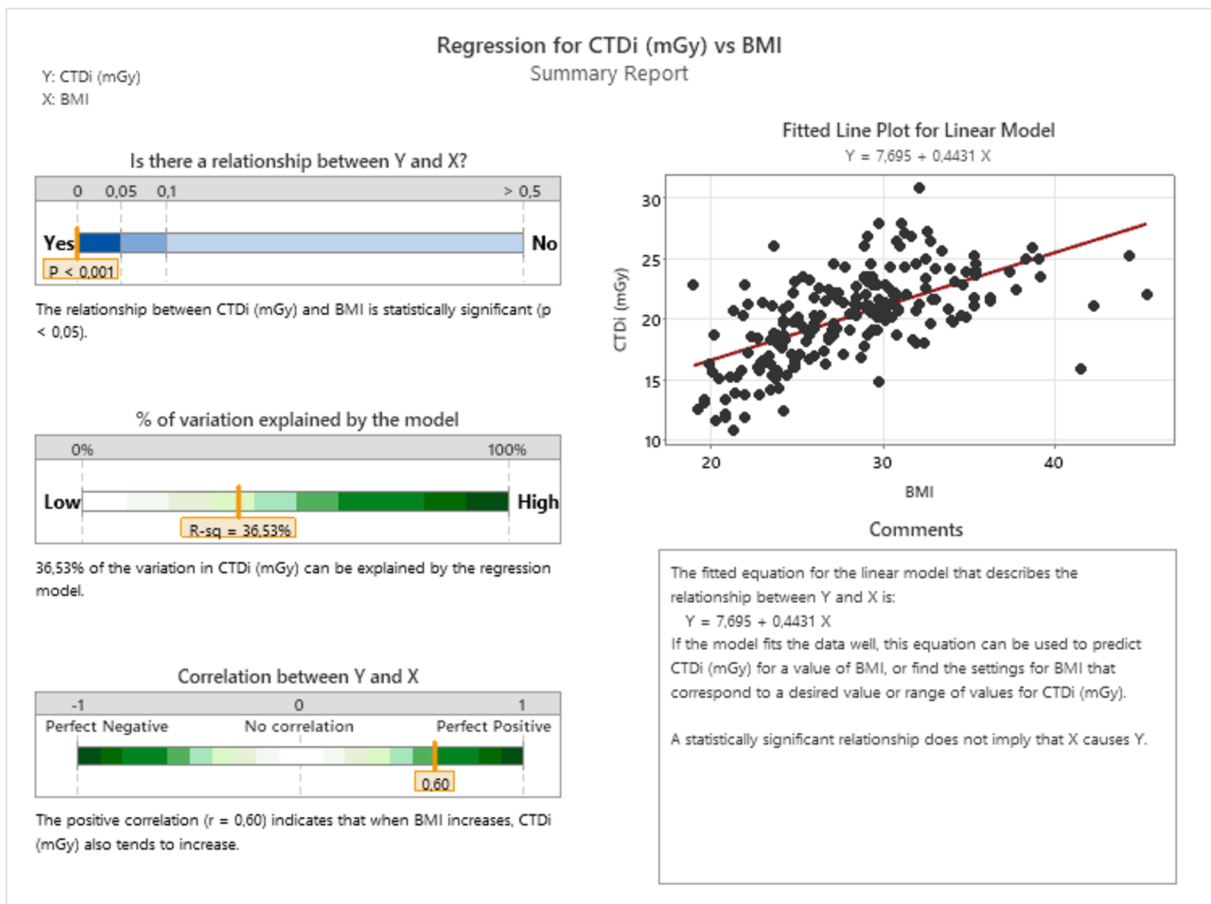 Regression for CTDi (mGy) vs BMI
Summary Report
Y: CTDi (mGy)
X: BMI
Is there a relationship between Y and X?
0 0,05 0,1 > 0,5
Yes No
P < 0,001
The relationship between CTDi (mGy) and BMI is statistically significant (p
< 0,05).
% of variation explained by the model
0% 100%
Low High
R-sq = 36,53%
36,53% of the variation in CTDi (mGy) can be explained by the regression
model.
Correlation between Y and X
-1 0 1
Perfect Negative No correlation Perfect Positive
0,60
The positive correlation (r = 0,60) indicates that when BMI increases, CTDi
(mGy) also tends to increase.
Fitted Line Plot for Linear Model
Y = 7,695 + 0,4431 X
30
25
20
15
10
CTDi (mGy)
20 30 40
BMI
Comments
The fitted equation for the linear model that describes the
relationship between Y and X is:
Y = 7,695 + 0,4431 X
If the model fits the data well, this equation can be used to predict
CTDi (mGy) for a value of BMI, or find the settings for BMI that
correspond to a desired value or range of values for CTDi (mGy).
A statistically significant relationship does not imply that X causes Y.